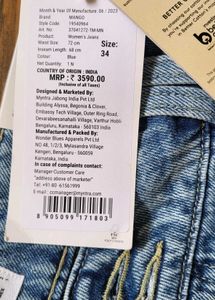 Month & Year Of Manufacture: 06 / 2023
Brand : MANGO
Style ID : 19540964
Art No : 37041272-TM-MN
Product : Women's Jeans
Waist Size : 72 cm
Inseam Length : 68 cm
Colour : Blue
Net Qty : 1 N
Size: 34
COUNTRY OF ORIGIN : INDIA
MRP : ₹ 3590.00
(Inclusive of all Taxes)
Designed & Marketed By:
Myntra Jabong India Pvt Ltd
Building Alyssa, Begonia & Clover,
Embassy Tech Village, Outer Ring Road,
Devarabeesanahalli Village, Varthur Hobli
Bengaluru, Karnataka - 560103 India
Manufactured & Packed By:
Wonder Blues Apparels Pvt Ltd
NO 48, 1/2/3, Mylasandra Village
Kengeri, Bengaluru - 560059
Karnataka, India
In case of complaints contact:
Manager-Customer Care
"address above of marketer"
Tel: +91 80 61561999
E: ccmanager@myntra.com
8 905099 171803
BETTER
By shopping